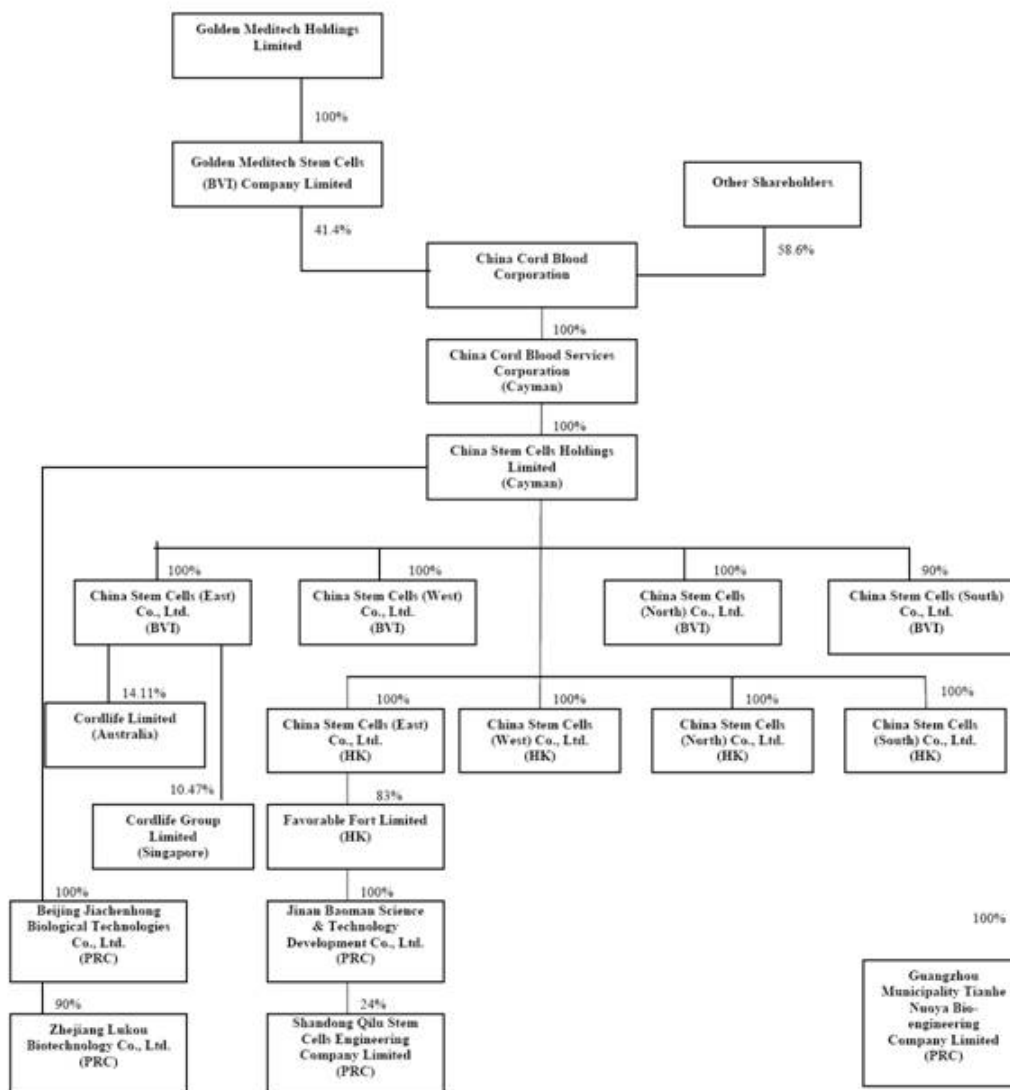 Golden Meditech Holdings
Limited
100%
Golden Meditech Stem Cells
(BVI) Company Limited
Other Shareholders
41.4%
58.6%
China Cord Blood
Corporation
100%
China Cord Blood Services
Corporation
(Cayman)
100%
China Stem Cells Holdings
Limited
(Cayman)
100%
100%
100%
90%
China Stem Cells (East)
Co., Ltd.
(BVI)
China Stem Cells (West)
Co., Ltd.
(BVI)
China Stem Cells
(North) Co., Ltd.
(BVI)
China Stem Cells (South)
Co., Ltd.
(BVI)
14.11%
100%
100%
100%
100%
Cordlife Limited
(Australia)
China Stem Cells (East)
Co., Ltd.
(HK)
China Stem Cells
(West) Co., Ltd.
(HK)
China Stem Cells
(North) Co., Ltd.
(HK)
China Stem Cells
(South) Co., Ltd.
(HK)
10.47%
83%
Cordlife Group
Limited
(Singapore)
Favorable Fort Limited
(HK)
100%
100%
100%
Beijing Jiachenhong
Biological Technologies
Co., Ltd.
(PRC)
Jinan Baoman Science
& Technology
Development Co., Ltd.
(PRC)
Guangzhou
Municipality Tianhe
Nuoya Bio-
engineering
Company Limited
(PRC)
90%
24%
Zhejiang Lukou
Biotechnology Co., Ltd.
(PRC)
Shandong Qilu Stem
Cells Engineering
Company Limited
(PRC)